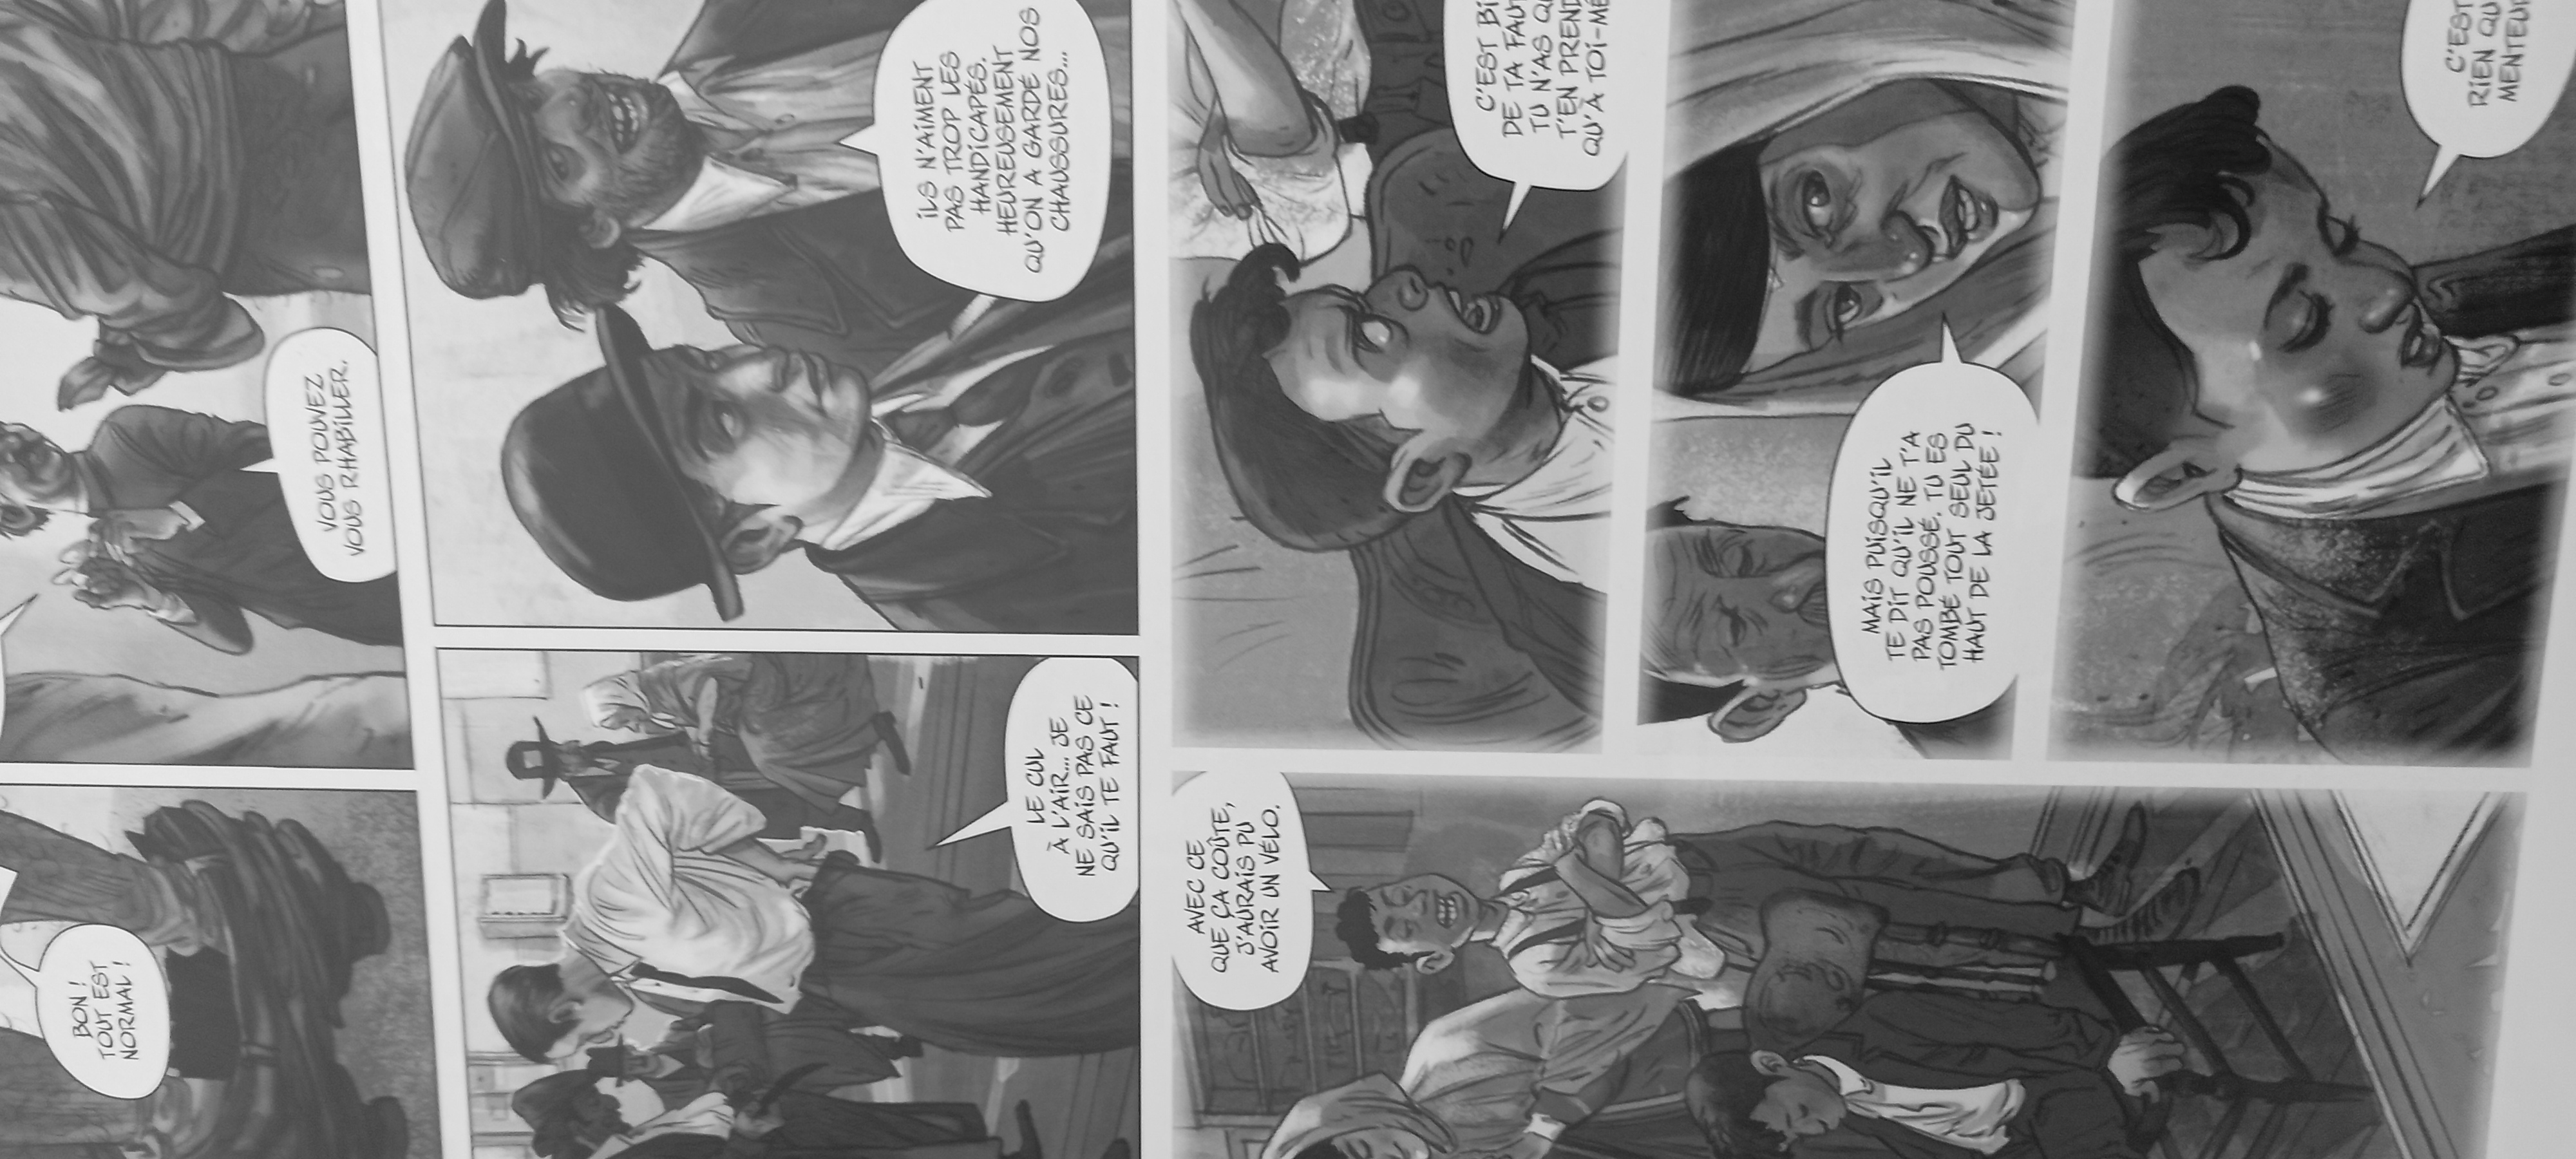 BON !
TOUT EST
NORMAL !
VOUS POUVEZ
VOUS RHABILLER.
LE CUL
À L'AIR... JE
NE SAIS PAS CE
QU'IL TE FAUT !
ILS N'AIMENT
PAS TROP LES
HANDICAPÉS.
HEUREUSEMENT
QU'ON A GARDÉ NOS
CHAUSSURES...
AVEC CE
QUE ÇA COÛTE,
J'AURAIS PU
AVOIR UN VÉLO.
C'EST
DE TA
TU N'AS
T'EN
QU'À
MAIS PUISQU'IL
TE DIT QU'IL NE T'A
PAS POUSSÉ. TU ES
TOMBÉ TOUT SEUL DU
HAUT DE LA JETÉE !
C'EST
RIEN